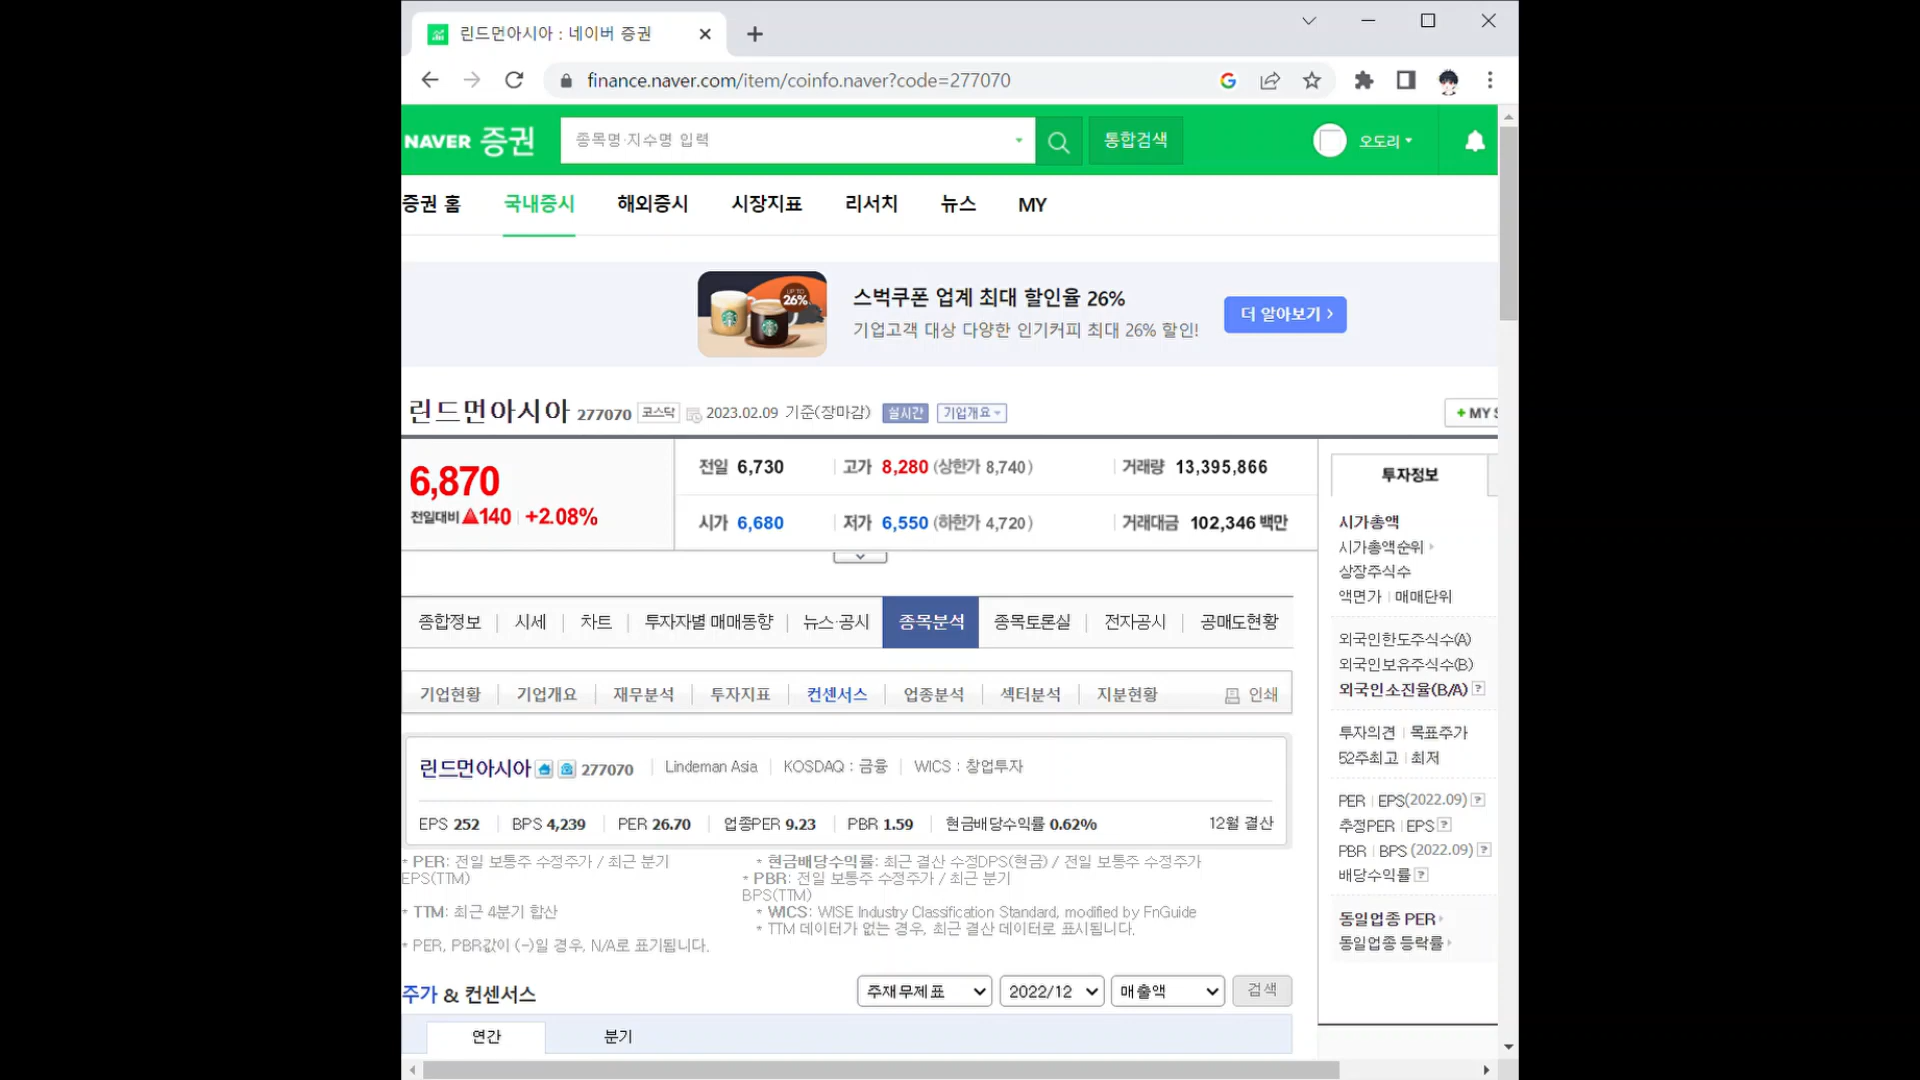 린드먼아시아 : 네이버 증권
finance.naver.com/item/coinfo.naver?code=277070
NAVER 증권 종목명·지수명 입력 통합검색 오도리
증권 홈 국내증시 해외증시 시장지표 리서치 뉴스 MY
UP TO 26%
스벅쿠폰 업계 최대 할인율 26%
기업고객 대상 다양한 인기커피 최대 26% 할인!
더 알아보기 >
린드먼아시아 277070 코스닥 2023.02.09 기준(장마감) 실시간 기업개요
+ MY S
6,870
전일대비 ▲140 +2.08%
전일 6,730 고가 8,280 (상한가 8,740) 거래량 13,395,866
시가 6,680 저가 6,550 (하한가 4,720) 거래대금 102,346 백만
투자정보
시가총액
시가총액순위
상장주식수
액면가 매매단위
외국인한도주식수(A)
외국인보유주식수(B)
외국인소진율(B/A) ?
투자의견 목표주가
52주최고 최저
PER EPS(2022.09) ?
추정PER EPS ?
PBR BPS (2022.09) ?
배당수익률 ?
동일업종 PER
동일업종 등락률
종합정보 시세 차트 투자자별 매매동향 뉴스·공시 종목분석 종목토론실 전자공시 공매도현황
기업현황 기업개요 재무분석 투자지표 컨센서스 업종분석 섹터분석 지분현황 인쇄
린드먼아시아 277070 Lindeman Asia KOSDAQ : 금융 WICS : 창업투자
EPS 252 BPS 4,239 PER 26.70 업종PER 9.23 PBR 1.59 현금배당수익률 0.62% 12월 결산
* PER: 전일 보통주 수정주가 / 최근 분기
EPS(TTM)
* TTM: 최근 4분기 합산
* PER, PBR값이 (-)일 경우, N/A로 표기됩니다.
* 현금배당수익률: 최근 결산 수정DPS(현금) / 전일 보통주 수정주가
* PBR: 전일 보통주 수정주가 / 최근 분기
BPS(TTM)
* WICS: WISE Industry Classification Standard, modified by FnGuide
* TTM 데이터가 없는 경우, 최근 결산 데이터로 표시됩니다.
주가 & 컨센서스 주재무제표 2022/12 매출액 검색
연간 분기